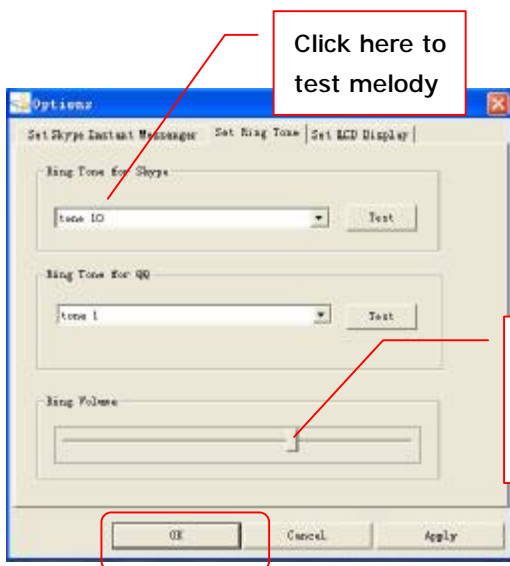 Click here to
test melody
Options
Set Skype Instant Messenger Set Ring Tone Set LCD Display
Ring Tone for Skype
tone 10 Test
Ring Tone for QQ
tone 1 Test
Ring Volume
OK Cancel Apply